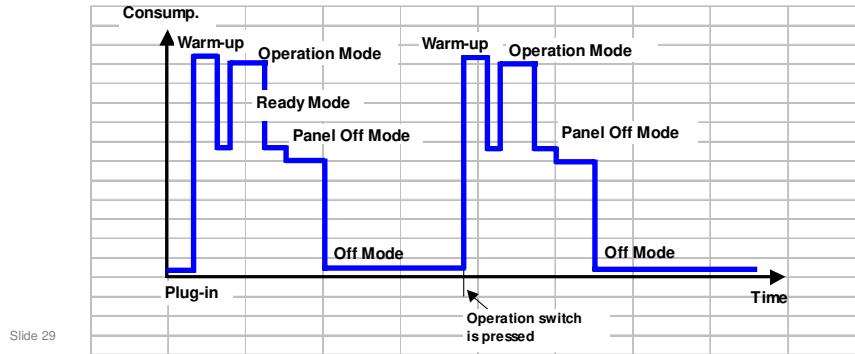 Consump.
Warm-up
Operation Mode
Ready Mode
Panel Off Mode
Off Mode
Warm-up
Operation Mode
Panel Off Mode
Off Mode
Plug-in
Time
Operation switch
is pressed
Slide 29